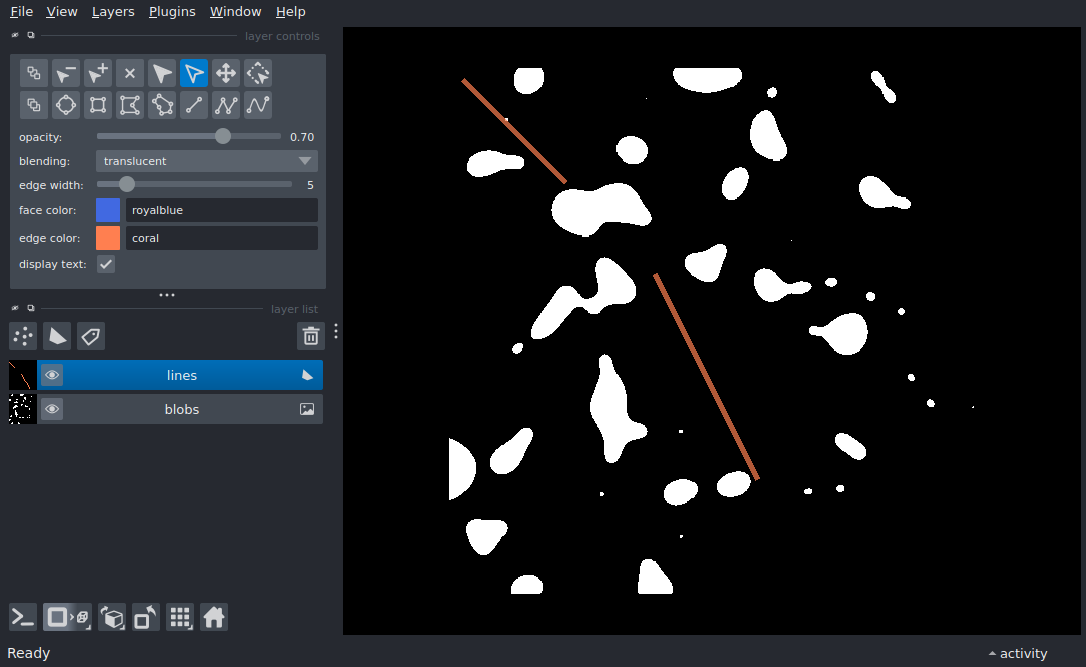 File View Layers Plugins Window Help
layer controls
opacity: 0.70
blending: translucent
edge width: 5
face color: royalblue
edge color: coral
display text:
layer list
lines
blobs
Ready
activity